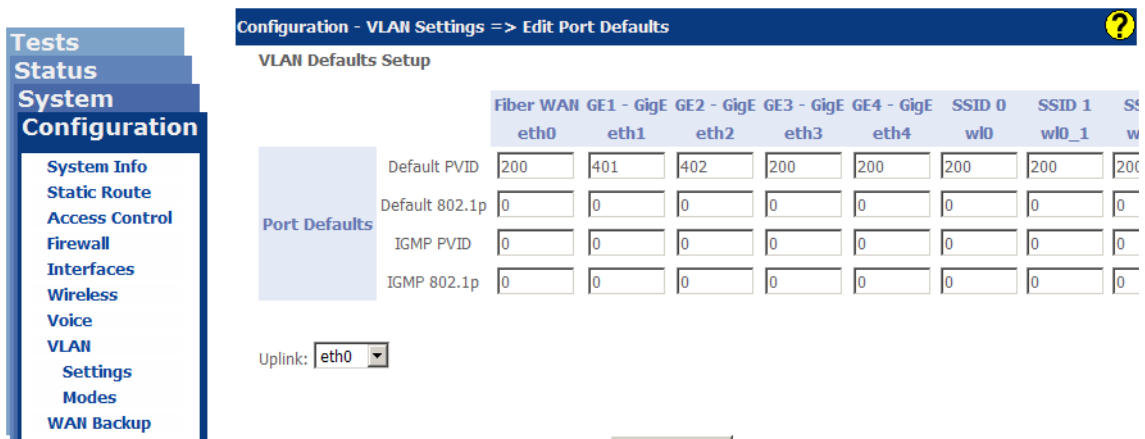 Configuration - VLAN Settings => Edit Port Defaults ?
Tests
Status
System
Configuration
System Info
Static Route
Access Control
Firewall
Interfaces
Wireless
Voice
VLAN
Settings
Modes
WAN Backup
VLAN Defaults Setup
Fiber WAN GE1 - GigE GE2 - GigE GE3 - GigE GE4 - GigE SSID 0 SSID 1
eth0 eth1 eth2 eth3 eth4 wl0 wl0_1
Default PVID 200 401 402 200 200 200 200 200
Default 802.1p 0 0 0 0 0 0 0 0
Port Defaults
IGMP PVID 0 0 0 0 0 0 0 0
IGMP 802.1p 0 0 0 0 0 0 0 0
Uplink: eth0